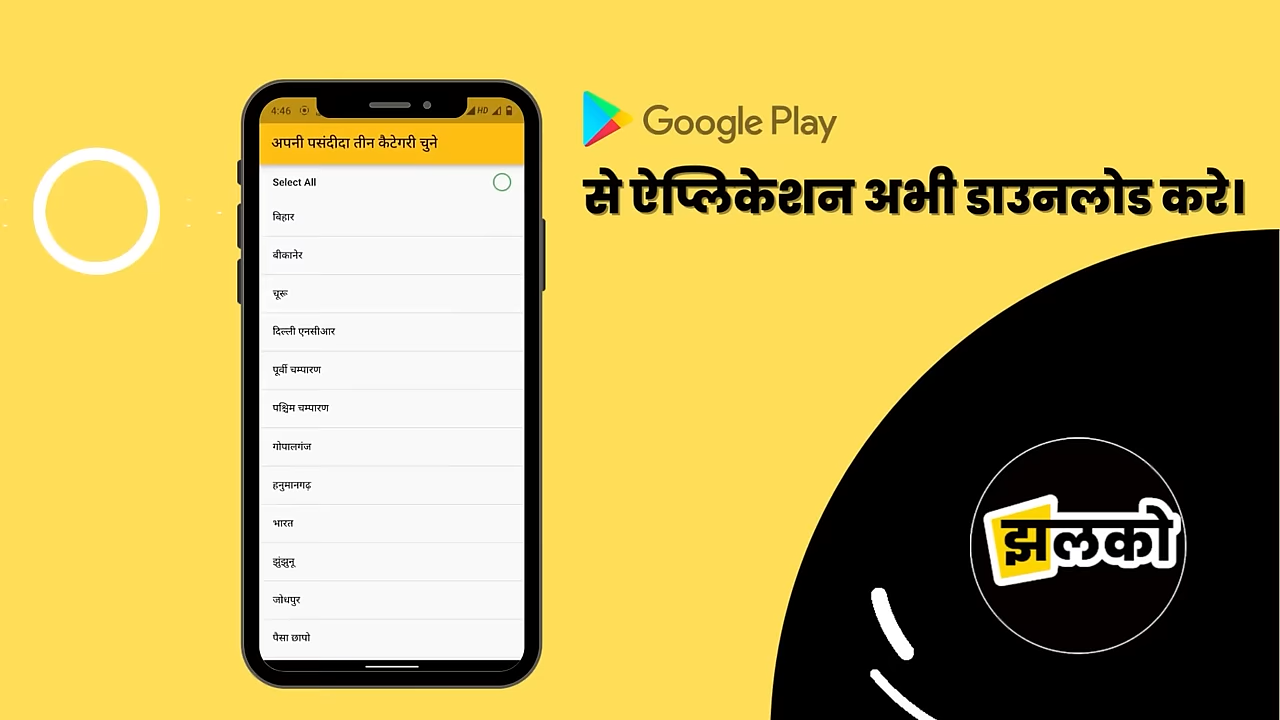 4:46 HD
अपनी पसंदीदा तीन कैटेगरी चुने
Select All
बिहार
बीकानेर
चूरू
दिल्ली एनसीआर
पूर्वी चम्पारण
पश्चिम चम्पारण
गोपालगंज
हनुमानगढ़
भारत
झुंझुनू
जोधपुर
पैसा छापो
Google Play
से ऐप्लिकेशन अभी डाउनलोड करे।
झलको